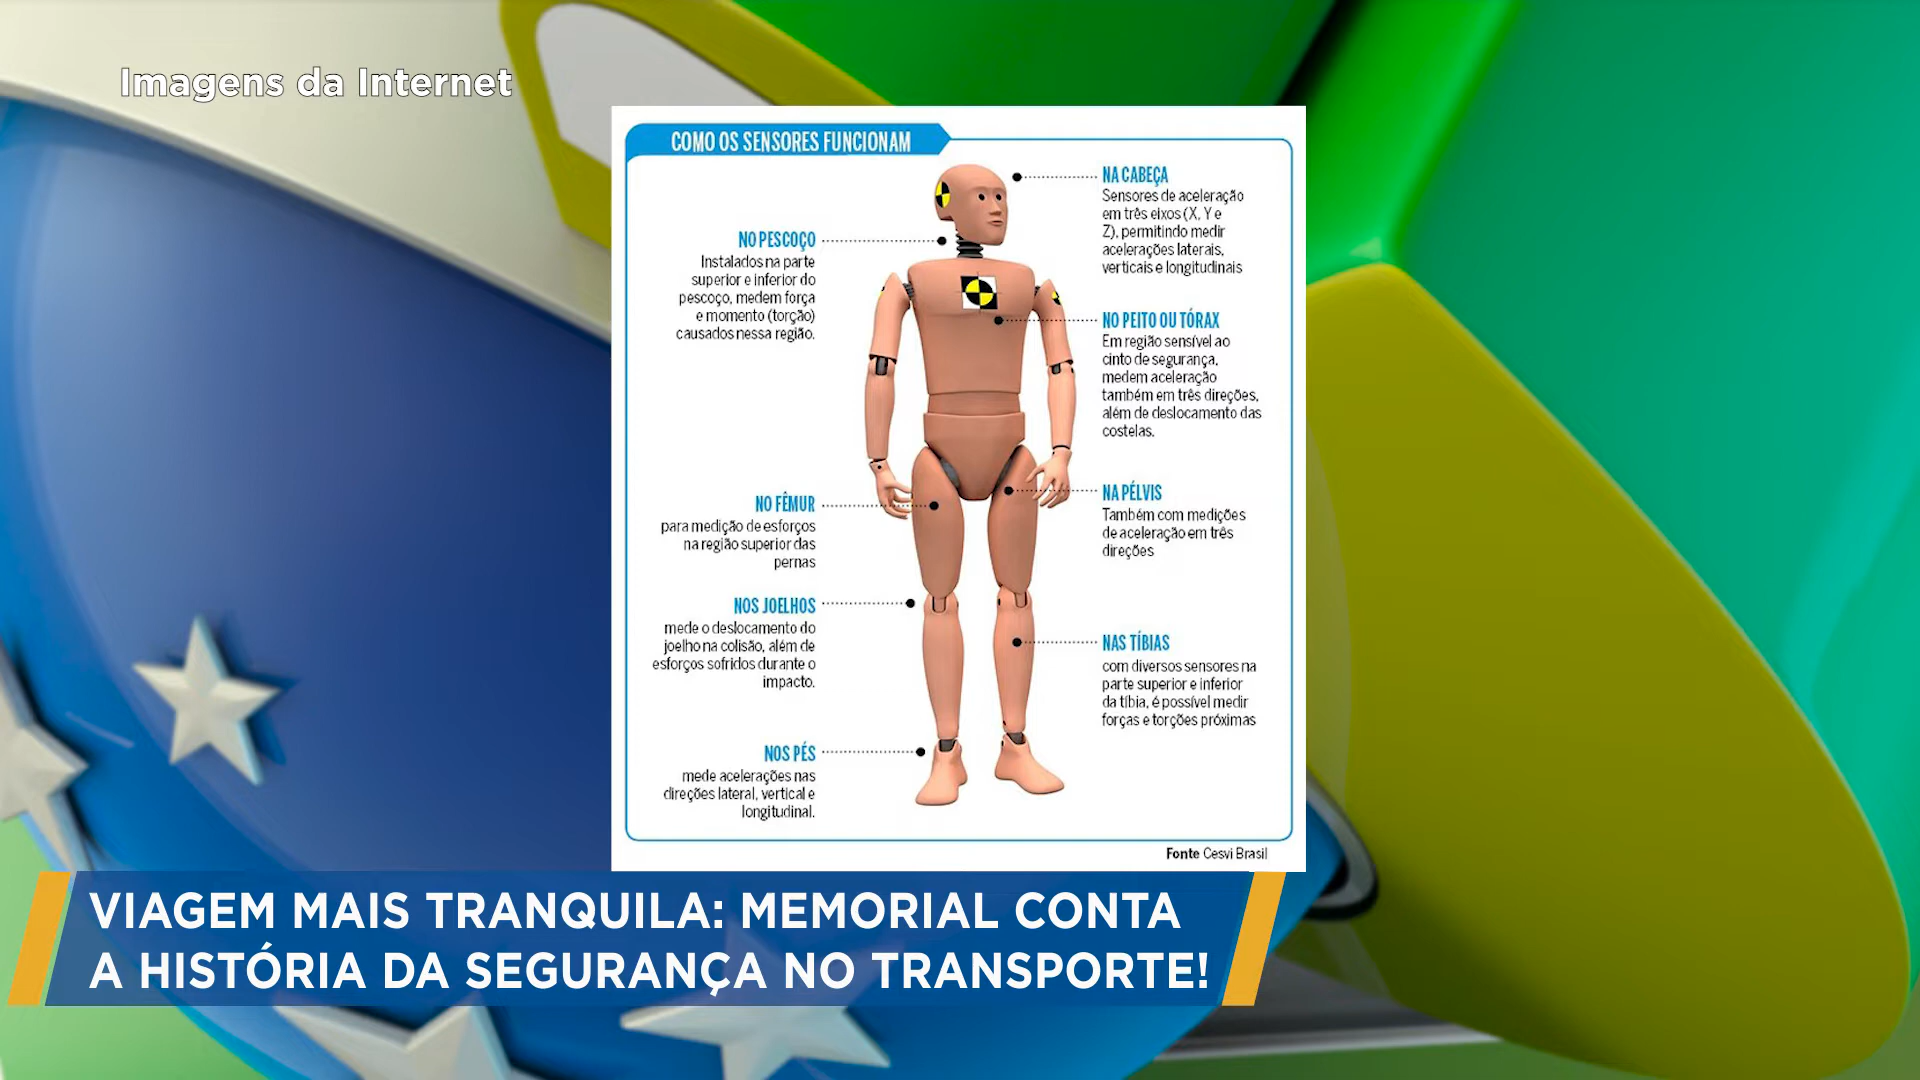 Imagens da Internet
COMO OS SENSORES FUNCIONAM
NA CABEÇA
Sensores de aceleração
em três eixos (X, Y e
Z), permitindo medir
acelerações laterais,
verticais e longitudinais
NO PESCOÇO
Instalados na parte
superior e inferior do
pescoço, medem força
e momento (torção)
causados nessa região.
NO PEITO OU TÓRAX
Em região sensível ao
cinto de segurança,
medem aceleração
também em três direções,
além de deslocamento das
costelas.
NO FÊMUR
para medição de esforços
na região superior das
pernas
NA PÉLVIS
Também com medições
de aceleração em três
direções
NOS JOELHOS
mede o deslocamento do
joelho na colisão, além de
esforços sofridos durante o
impacto.
NAS TÍBIAS
com diversos sensores na
parte superior e inferior
da tíbia, é possível medir
forças e torções próximas
NOS PÉS
mede acelerações nas
direções lateral, vertical e
longitudinal.
Fonte Cesvi Brasil
VIAGEM MAIS TRANQUILA: MEMORIAL CONTA
A HISTÓRIA DA SEGURANÇA NO TRANSPORTE!